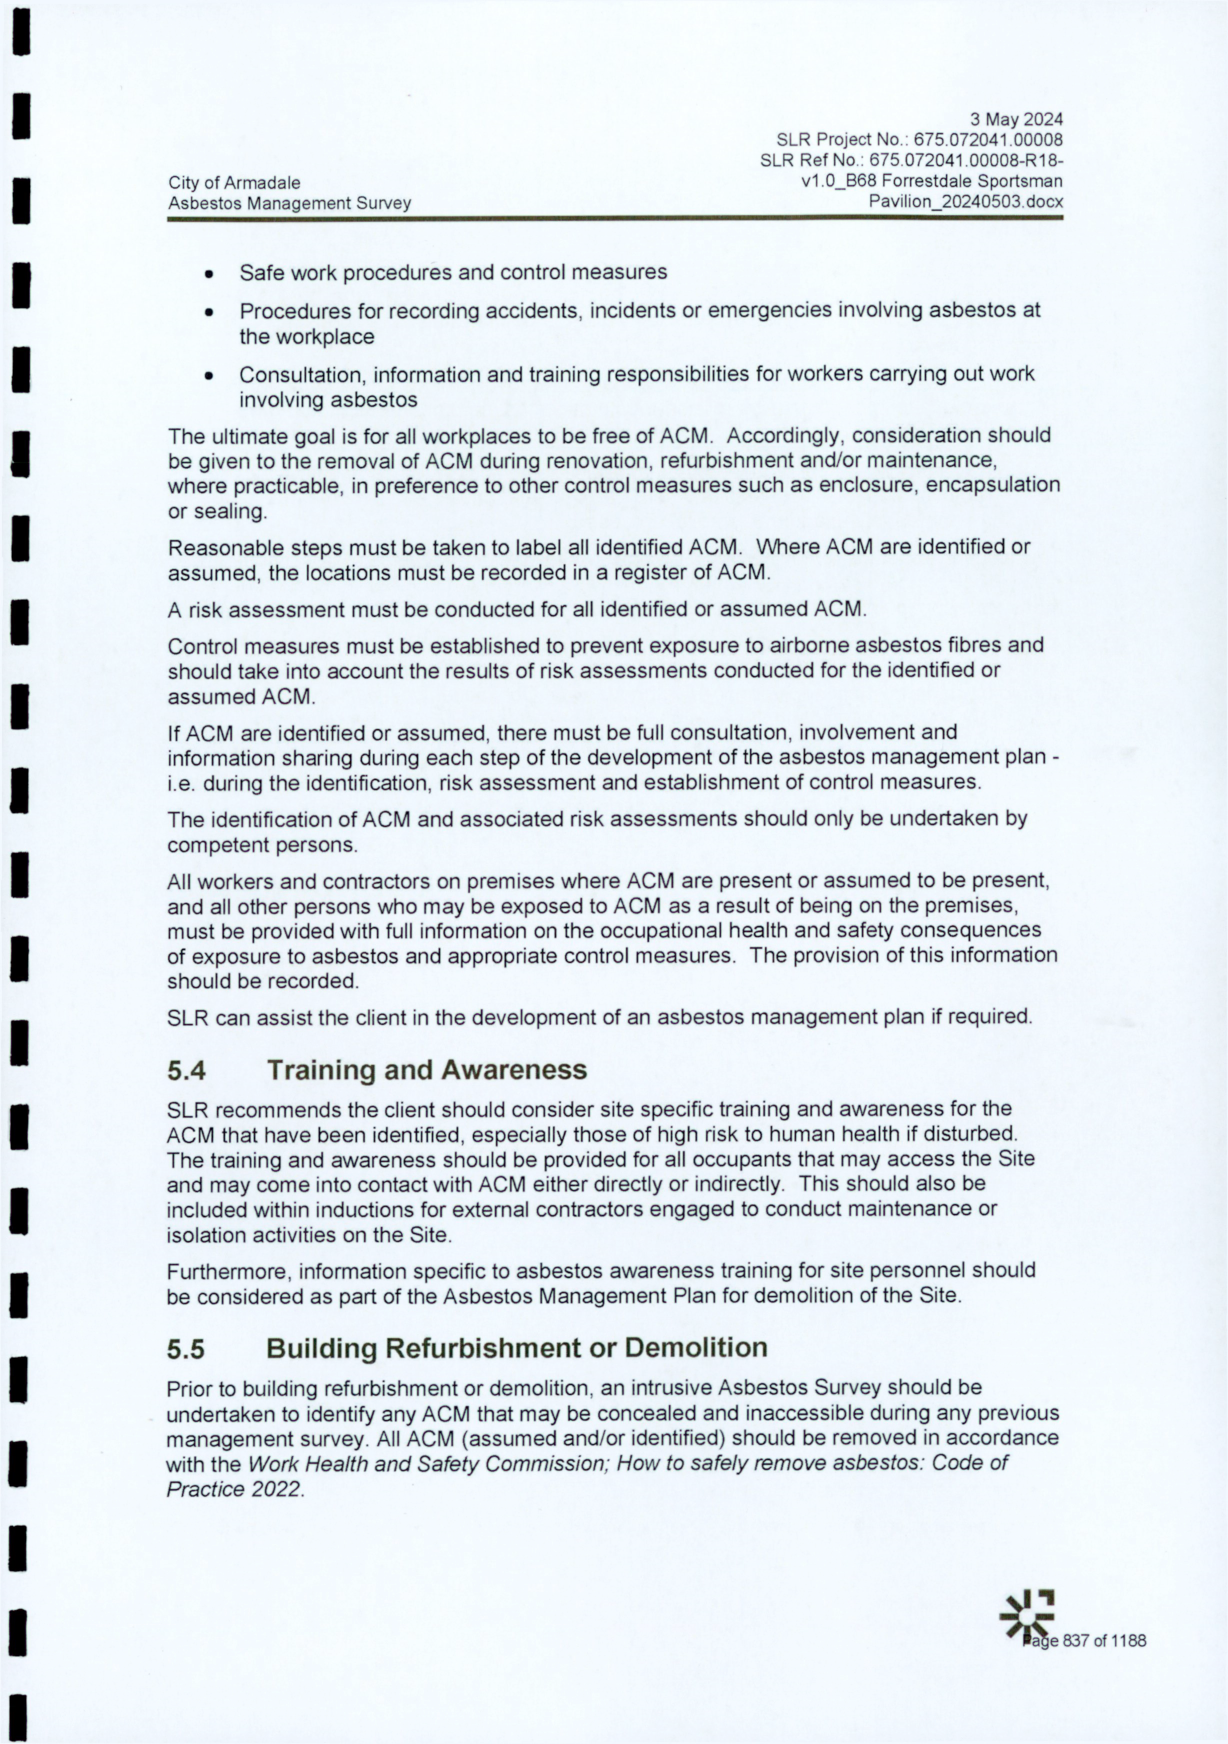 3 May 2024
SLR Project No.: 675.072041.00008
SLR Ref No.: 675.072041.00008-R18-
City of Armadale
v1.0_B68 Forrestdale Sportsman
Asbestos Management Survey
Pavilion_20240503.docx
• Safe work procedures and control measures
• Procedures for recording accidents, incidents or emergencies involving asbestos at
the workplace
• Consultation, information and training responsibilities for workers carrying out work
involving asbestos
The ultimate goal is for all workplaces to be free of ACM. Accordingly, consideration should
be given to the removal of ACM during renovation, refurbishment and/or maintenance,
where practicable, in preference to other control measures such as enclosure, encapsulation
or sealing.
Reasonable steps must be taken to label all identified ACM. Where ACM are identified or
assumed, the locations must be recorded in a register of ACM.
A risk assessment must be conducted for all identified or assumed ACM.
Control measures must be established to prevent exposure to airborne asbestos fibres and
should take into account the results of risk assessments conducted for the identified or
assumed ACM.
If ACM are identified or assumed, there must be full consultation, involvement and
information sharing during each step of the development of the asbestos management plan -
i.e. during the identification, risk assessment and establishment of control measures.
The identification of ACM and associated risk assessments should only be undertaken by
competent persons.
All workers and contractors on premises where ACM are present or assumed to be present,
and all other persons who may be exposed to ACM as a result of being on the premises,
must be provided with full information on the occupational health and safety consequences
of exposure to asbestos and appropriate control measures. The provision of this information
should be recorded.
SLR can assist the client in the development of an asbestos management plan if required.
5.4 Training and Awareness
SLR recommends the client should consider site specific training and awareness for the
ACM that have been identified, especially those of high risk to human health if disturbed.
The training and awareness should be provided for all occupants that may access the Site
and may come into contact with ACM either directly or indirectly. This should also be
included within inductions for external contractors engaged to conduct maintenance or
isolation activities on the Site.
Furthermore, information specific to asbestos awareness training for site personnel should
be considered as part of the Asbestos Management Plan for demolition of the Site.
5.5 Building Refurbishment or Demolition
Prior to building refurbishment or demolition, an intrusive Asbestos Survey should be
undertaken to identify any ACM that may be concealed and inaccessible during any previous
management survey. All ACM (assumed and/or identified) should be removed in accordance
with the Work Health and Safety Commission; How to safely remove asbestos: Code of
Practice 2022.
Page 837 of 1188